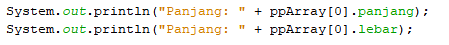 System.out.println("Panjang: " + ppArray[0].panjang);
System.out.println("Panjang: " + ppArray[0].lebar);